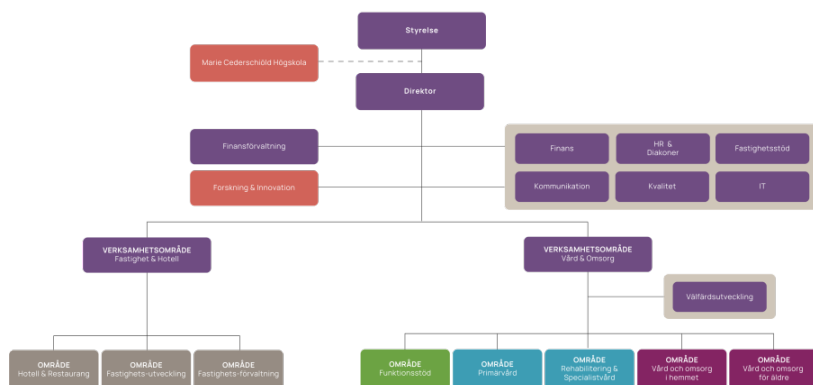 Styrelse
Marie Cederschiöld Högskola
Direktor
Finansförvaltning
Finans
HR &
Diakoner
Fastighetsstöd
Forskning & Innovation
Kommunikation
Kvalitet
IT
VERKSAMHETSOMRÅDE
Fastighet & Hotell
VERKSAMHETSOMRÅDE
Vård & Omsorg
Välfärdsutveckling
OMRÅDE
Hotell & Restaurang
OMRÅDE
Fastighets-utveckling
OMRÅDE
Fastighets-förvaltning
OMRÅDE
Funktionsstöd
OMRÅDE
Primärvård
OMRÅDE
Rehabilitering &
Specialistvård
OMRÅDE
Vård och omsorg
i hemmet
OMRÅDE
Vård och omsorg
för äldre